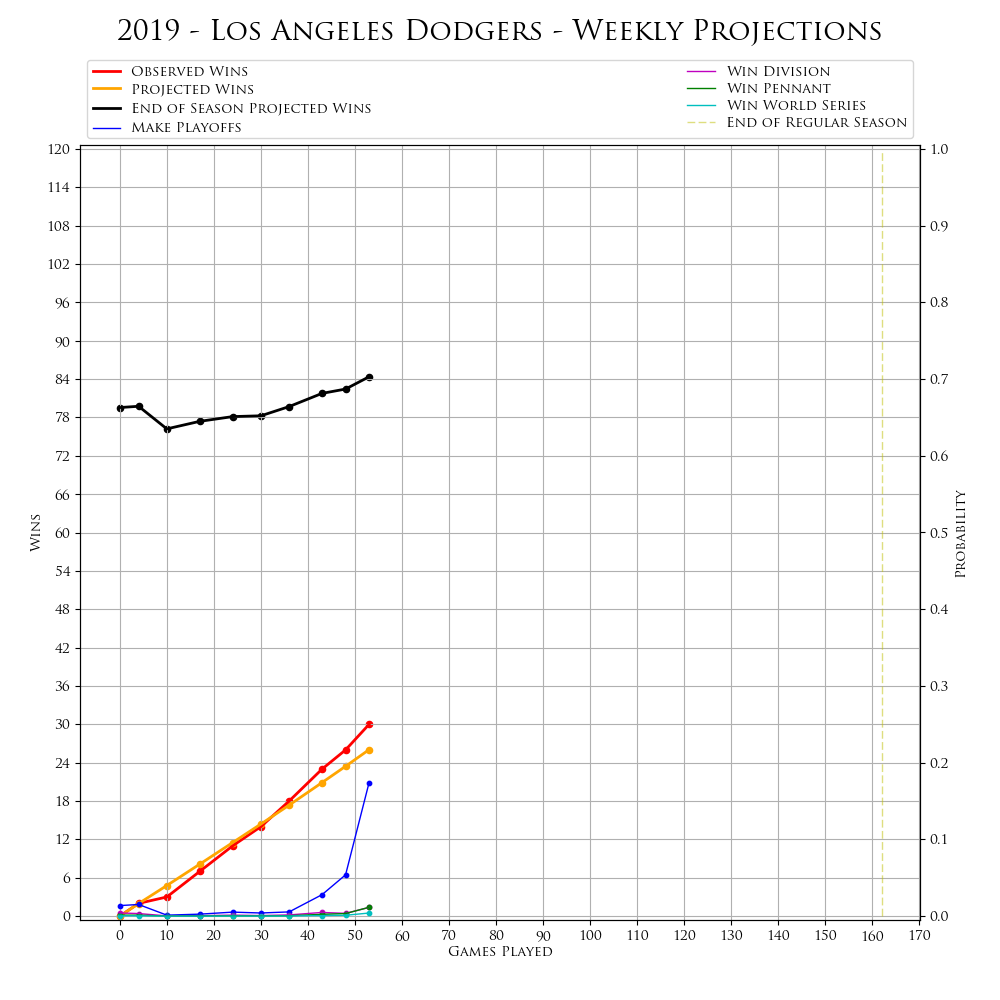 2019 - Los Angeles Dodgers - Weekly Projections
Observed Wins
Projected Wins
End of Season Projected Wins
Make Playoffs
Win Division
Win Pennant
Win World Series
End of Regular Season
120
114
108
102
96
90
84
78
72
66
60
54
48
42
36
30
24
18
12
6
0
Wins
1.0
0.9
0.8
0.7
0.6
0.5
0.4
0.3
0.2
0.1
0.0
Probability
0 10 20 30 40 50 60 70 80 90 100 110 120 130 140 150 160 170
Games Played